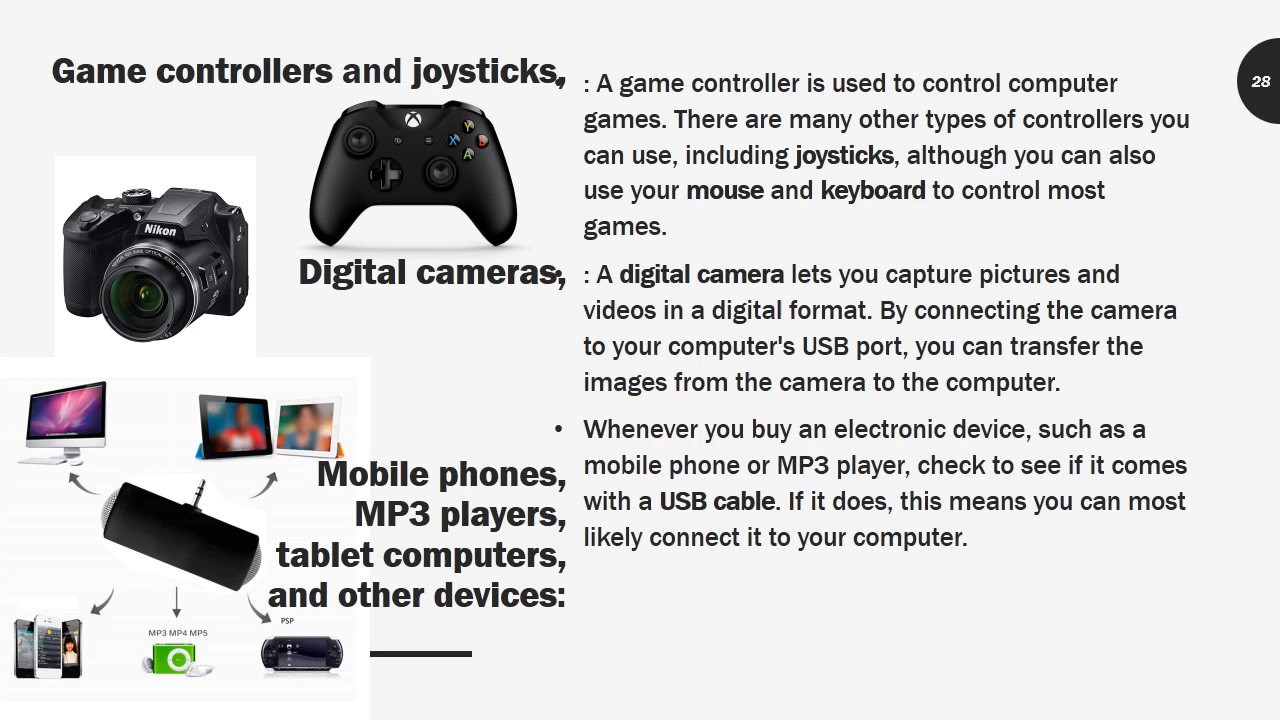 Game controllers and joysticks,
• : A game controller is used to control computer
games. There are many other types of controllers you
can use, including joysticks, although you can also
use your mouse and keyboard to control most
games.
28
Y
X
B
A
Nikon
Digital cameras,
• : A digital camera lets you capture pictures and
videos in a digital format. By connecting the camera
to your computer's USB port, you can transfer the
images from the camera to the computer.
Mobile phones,
MP3 players,
tablet computers,
and other devices:
• Whenever you buy an electronic device, such as a
mobile phone or MP3 player, check to see if it comes
with a USB cable. If it does, this means you can most
likely connect it to your computer.
MP3 MP4 MP5
PSP